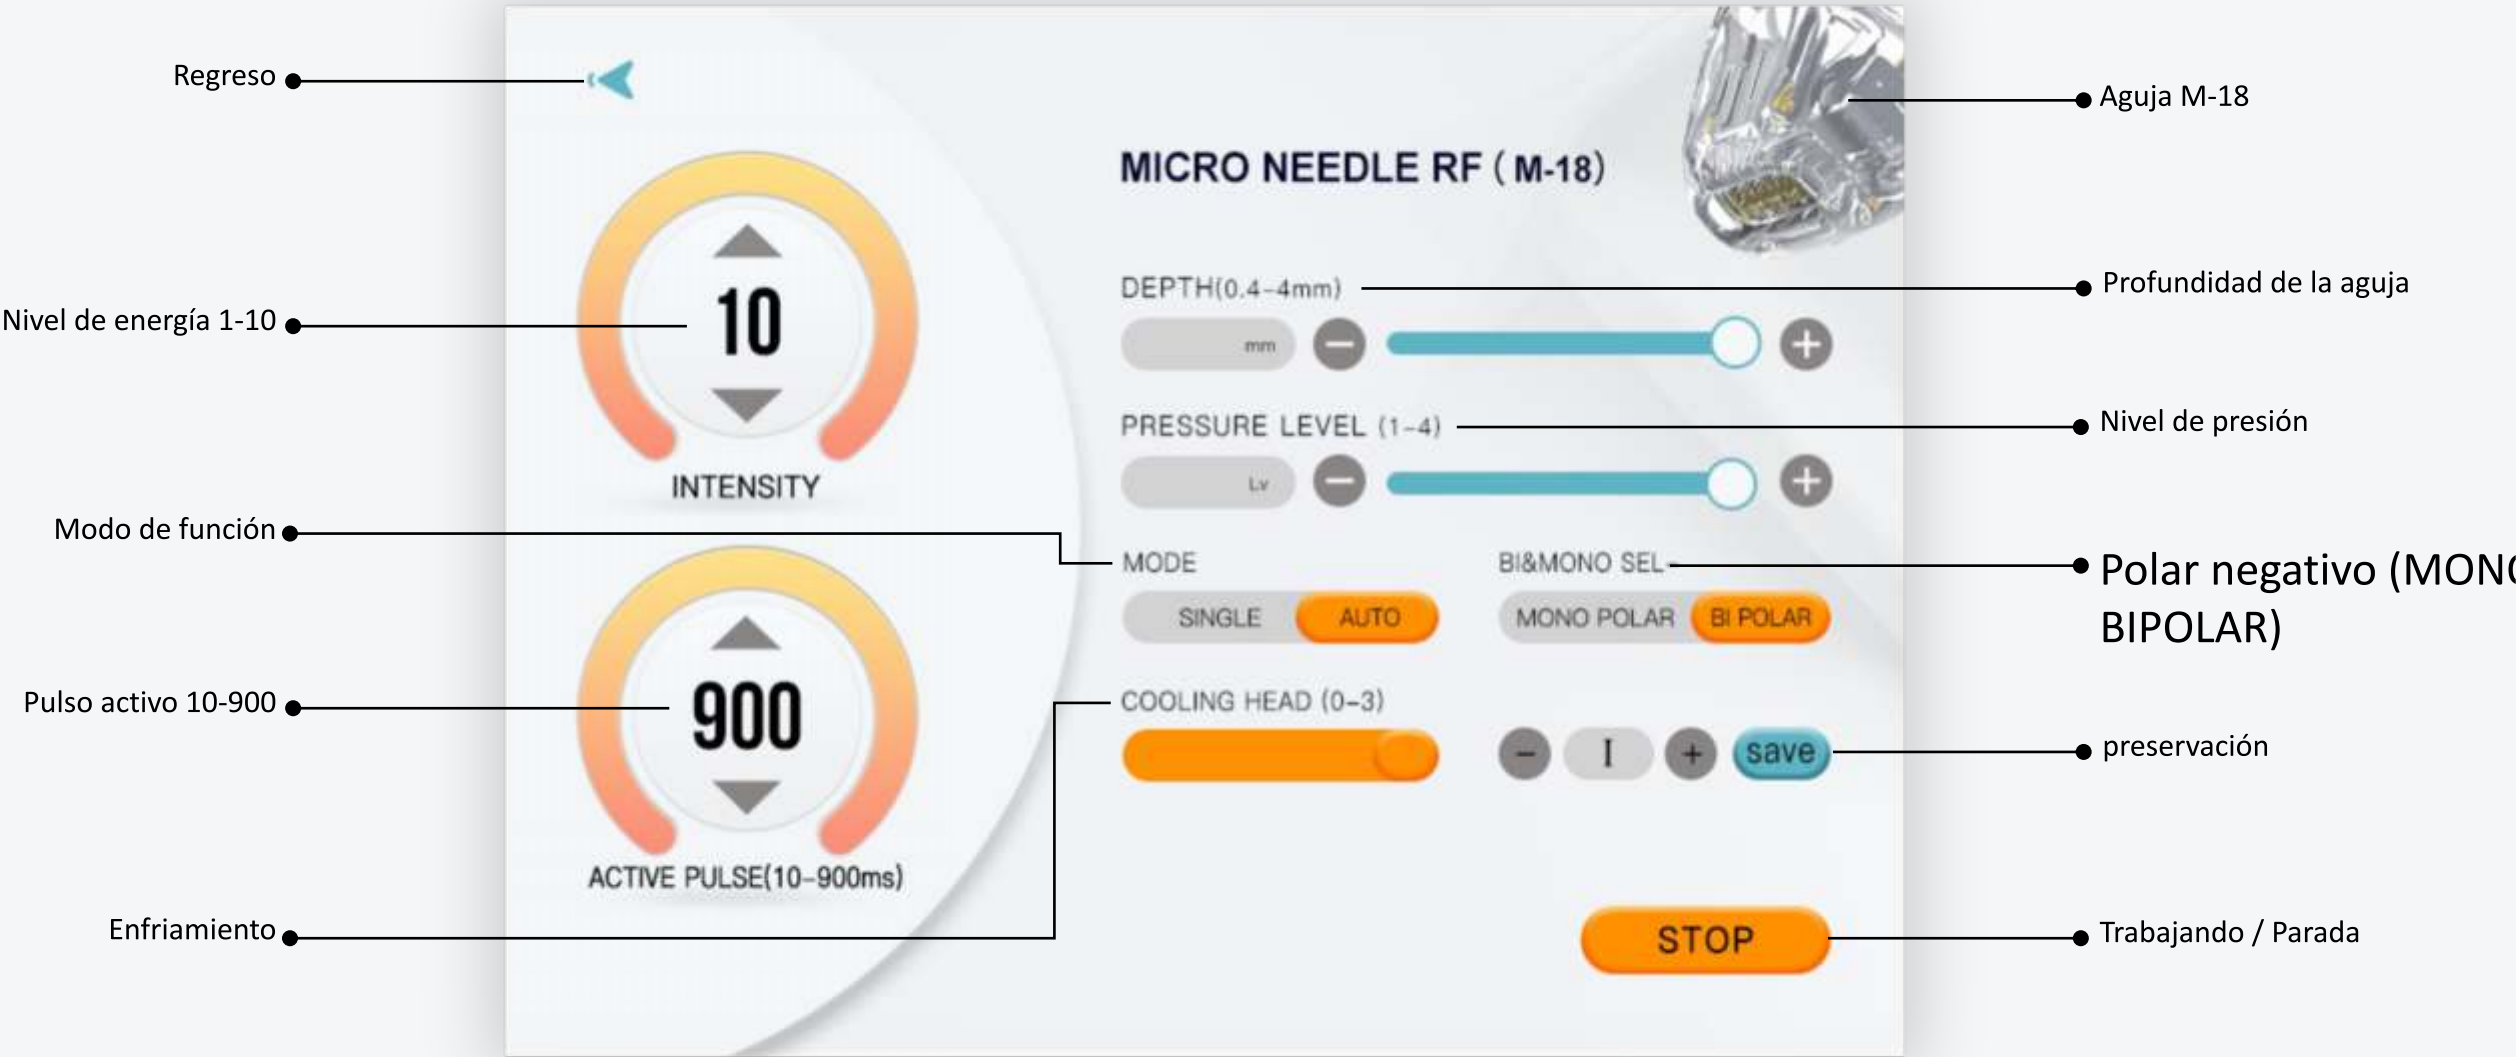 Regreso
Aguja M-18
MICRO NEEDLE RF ( M-18)
Nivel de energía 1-10
10
INTENSITY
DEPTH(0.4-4mm)
Profundidad de la aguja
mm
PRESSURE LEVEL (1-4)
Nivel de presión
Lv
Modo de función
MODE
SINGLE AUTO
BI&MONO SEL
MONO POLAR BI POLAR
Polar negativo (MONO
BIPOLAR)
Pulso activo 10-900
900
ACTIVE PULSE(10-900ms)
COOLING HEAD (0-3)
- I + save
preservación
Enfriamiento
STOP
Trabajando / Parada